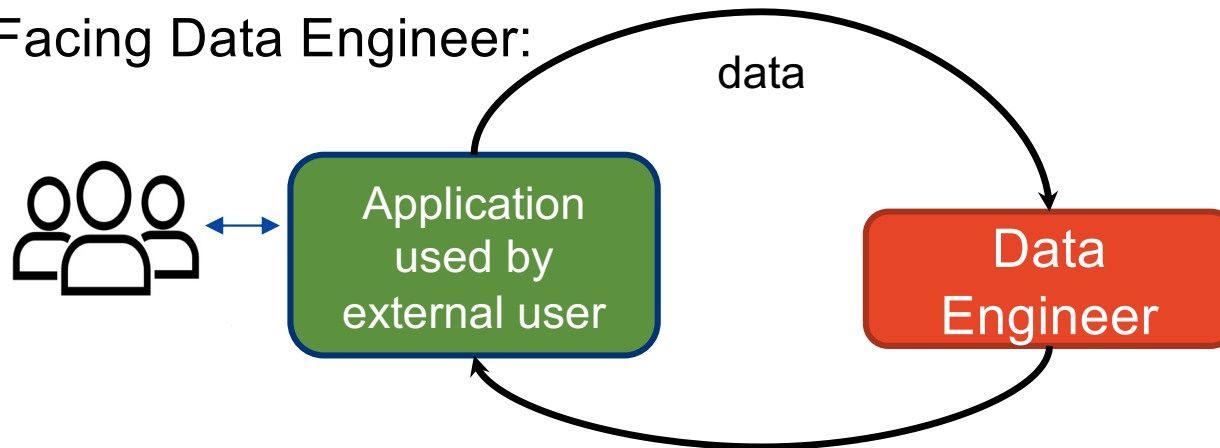 Facing Data Engineer:
data
Application
used by
external user
Data
Engineer